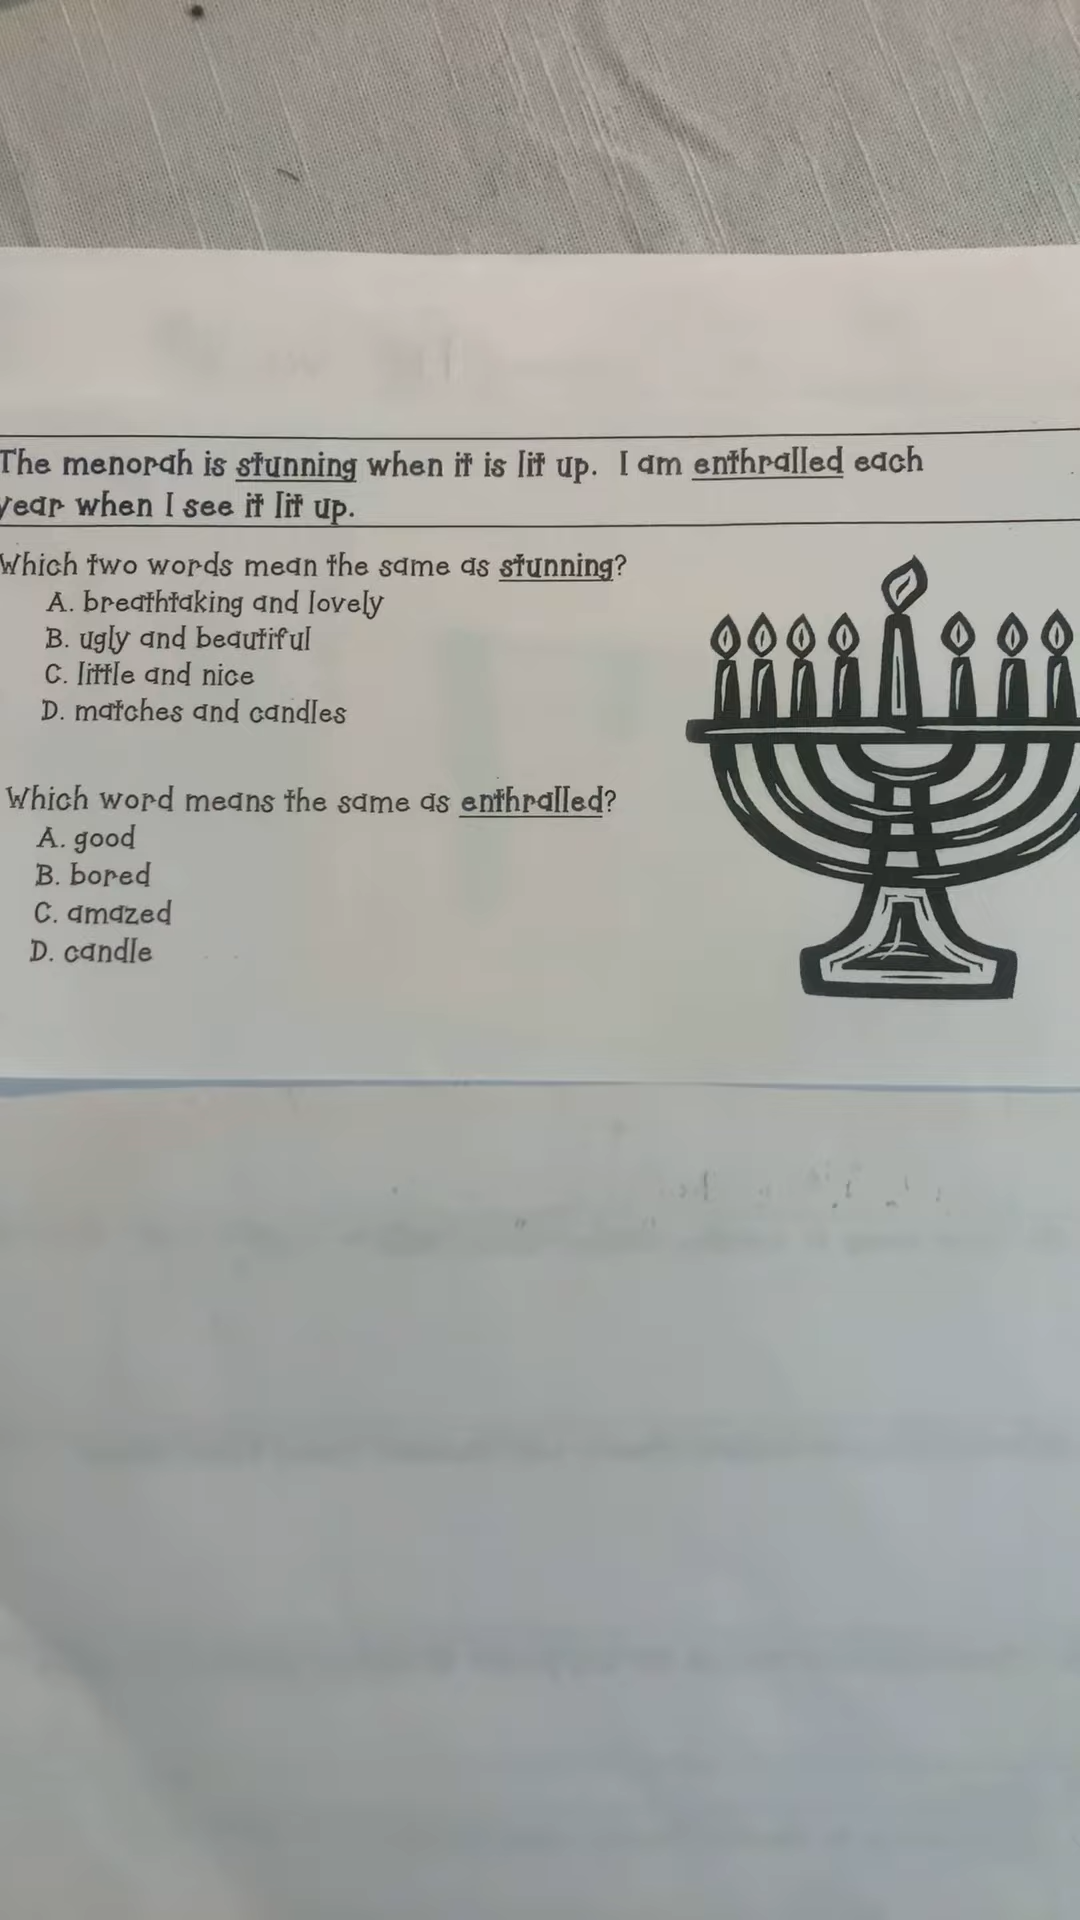 The menorah is stunning when it is lit up. I am enthralled each
year when I see it lit up.
Which two words mean the same as stunning?
A. breathtaking and lovely
B. ugly and beautiful
C. little and nice
D. matches and candles
Which word means the same as enthralled?
A. good
B. bored
C. amazed
D. candle